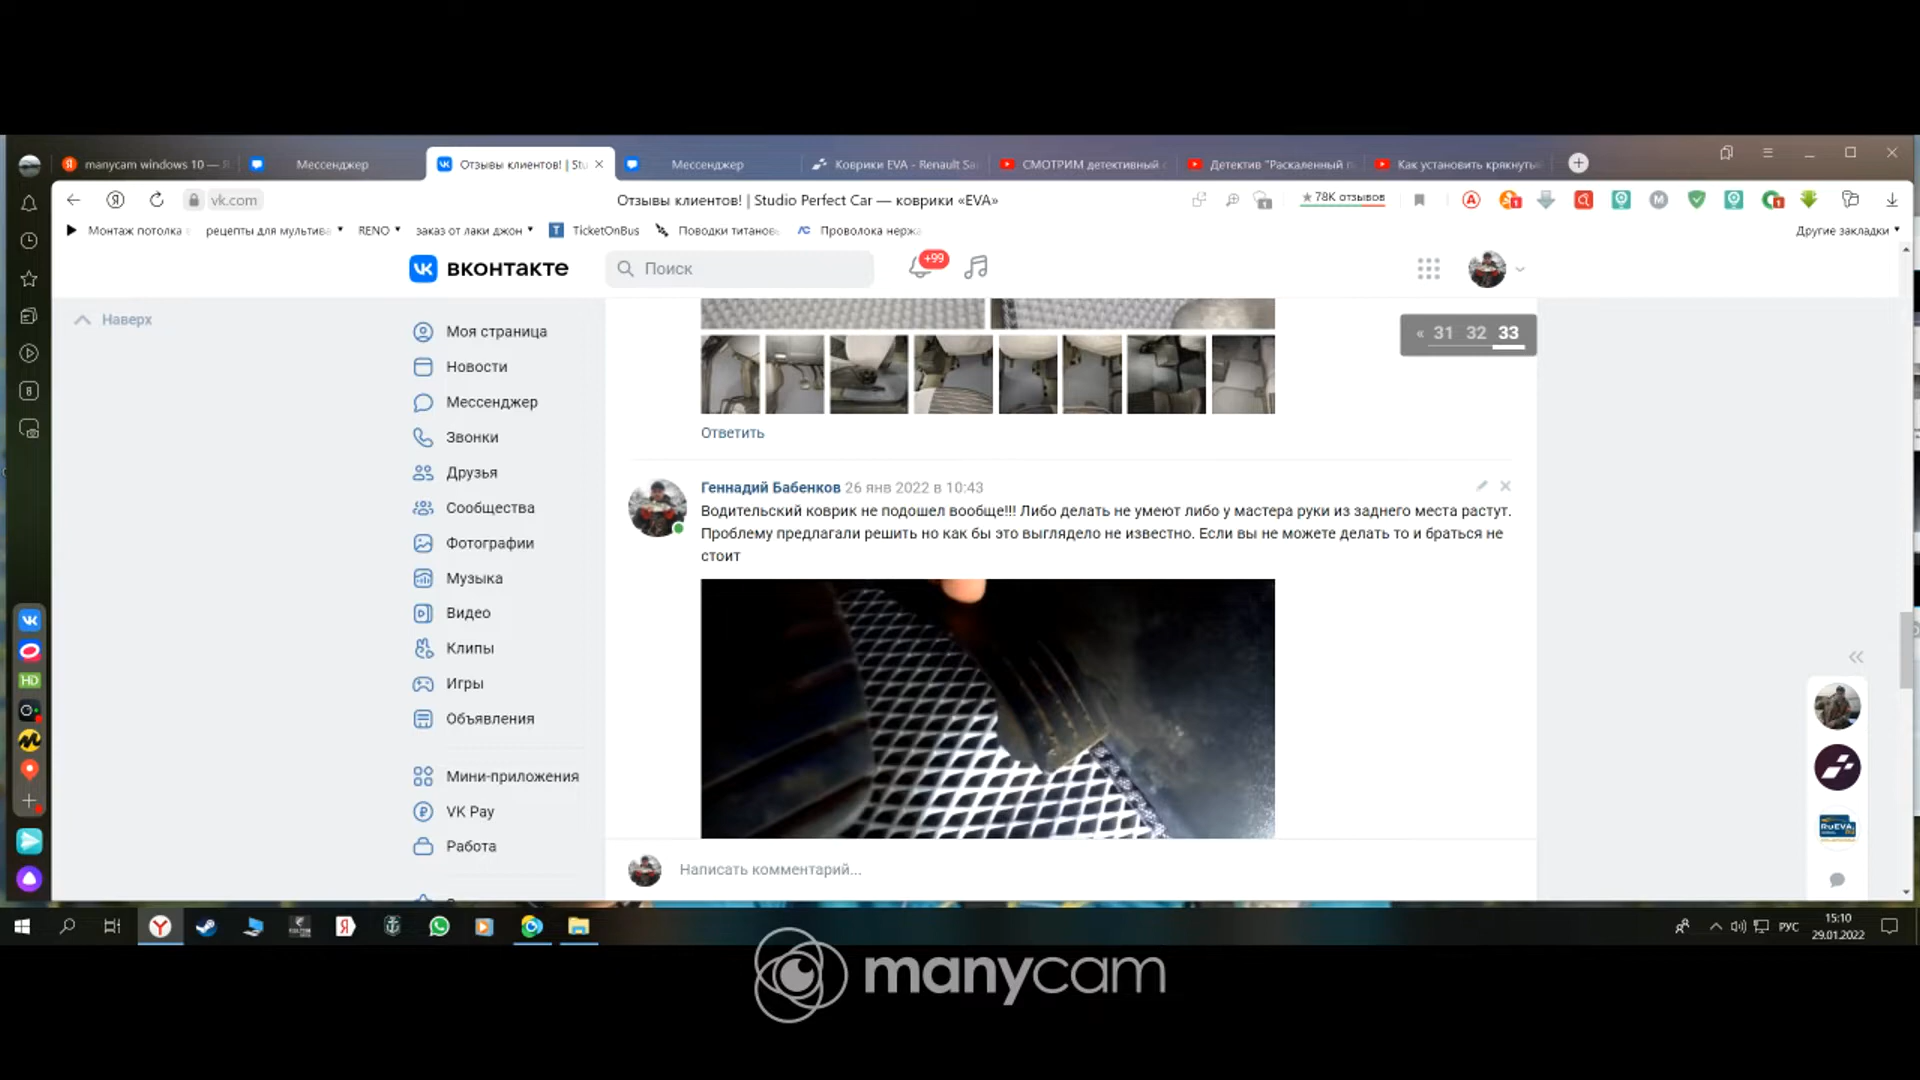 manycam windows 10 — Я
Мессенджер
Отзывы клиентов! | Stu
Мессенджер
Коврики EVA - Renault Sa
СМОТРИМ детективный
Детектив "Раскаленный п
Как установить крякнуты
vk.com
Отзывы клиентов! | Studio Perfect Car — коврики «EVA»
★ 78K отзывов
Монтаж потолка
рецепты для мультива
RENO
заказ от лаки джон
TicketOnBus
Поводки титанов
Проволока нержа
Другие закладки
вконтакте
Поиск
+99
Наверх
« 31 32 33
Моя страница
Новости
Мессенджер
Звонки
Друзья
Сообщества
Фотографии
Музыка
Видео
Клипы
Игры
Объявления
Мини-приложения
VK Pay
Работа
Ответить
Геннадий Бабенков 26 янв 2022 в 10:43
Водительский коврик не подошел вообще!!! Либо делать не умеют либо у мастера руки из заднего места растут.
Проблему предлагали решить но как бы это выглядело не известно. Если вы не можете делать то и браться не
стоит
Написать комментарий...
HD
RUEVA
РУС
15:10
29.01.2022
manycam